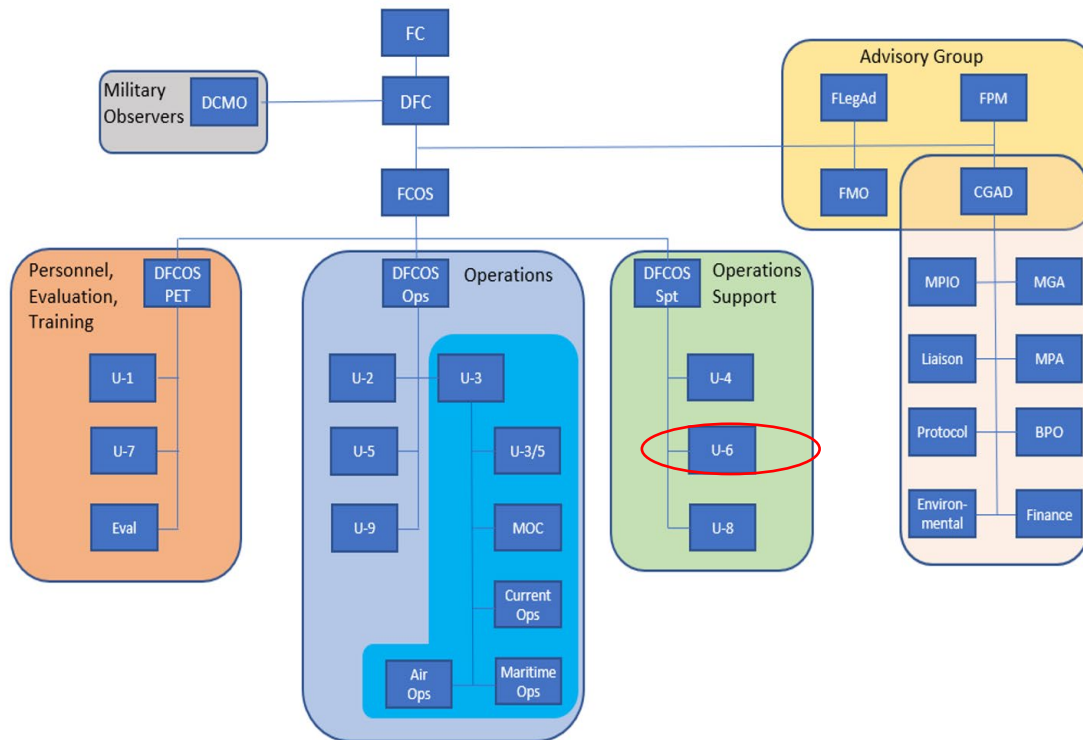 FC
Advisory Group
Military
Observers
DCMO
DFC
FLegAd
FPM
FCOS
FMO
CGAD
Personnel,
Evaluation,
Training
DFCOS
PET
DFCOS
Ops
Operations
DFCOS
Spt
Operations
Support
MPIO
MGA
U-1
U-2
U-3
U-4
Liaison
MPA
U-7
U-5
U-3/5
U-6
Protocol
BPO
Eval
U-9
MOC
U-8
Environ-
mental
Finance
Current
Ops
Air
Ops
Maritime
Ops